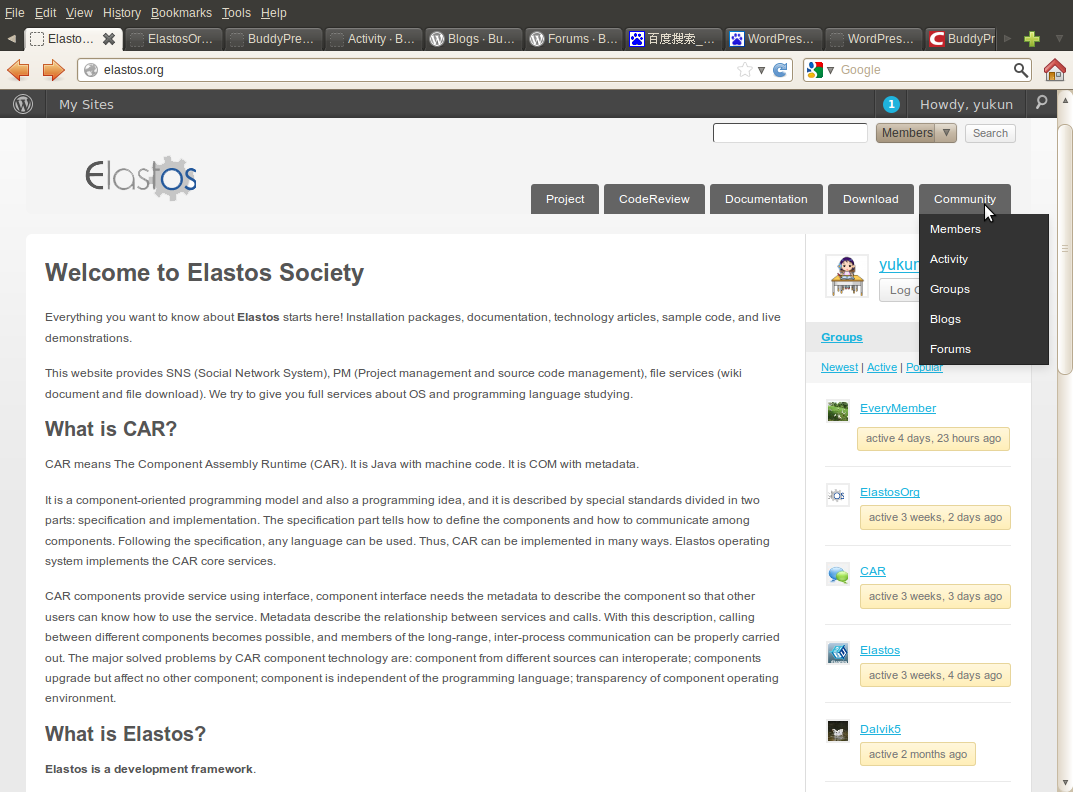 File Edit View History Bookmarks Tools Help
Elasto... ElastosOr... BuddyPre... Activity · B... Blogs · Bu... Forums · B... 百度搜索_... WordPres... WordPres... BuddyPr
elastos.org Google
My Sites 1 Howdy, yukun
Members Search
Elastos
Project CodeReview Documentation Download Community
Members
Activity
Groups
Blogs
Forums
Welcome to Elastos Society
Everything you want to know about Elastos starts here! Installation packages, documentation, technology articles, sample code, and live
demonstrations.
This website provides SNS (Social Network System), PM (Project management and source code management), file services (wiki
document and file download). We try to give you full services about OS and programming language studying.
What is CAR?
CAR means The Component Assembly Runtime (CAR). It is Java with machine code. It is COM with metadata.
It is a component-oriented programming model and also a programming idea, and it is described by special standards divided in two
parts: specification and implementation. The specification part tells how to define the components and how to communicate among
components. Following the specification, any language can be used. Thus, CAR can be implemented in many ways. Elastos operating
system implements the CAR core services.
CAR components provide service using interface, component interface needs the metadata to describe the component so that other
users can know how to use the service. Metadata describe the relationship between services and calls. With this description, calling
between different components becomes possible, and members of the long-range, inter-process communication can be properly carried
out. The major solved problems by CAR component technology are: component from different sources can interoperate; components
upgrade but affect no other component; component is independent of the programming language; transparency of component operating
environment.
What is Elastos?
Elastos is a development framework.
yukun
Log
Groups
Newest | Active | Popular
EveryMember
active 4 days, 23 hours ago
ElastosOrg
active 3 weeks, 2 days ago
CAR
active 3 weeks, 3 days ago
Elastos
active 3 weeks, 4 days ago
Dalvik5
active 2 months ago